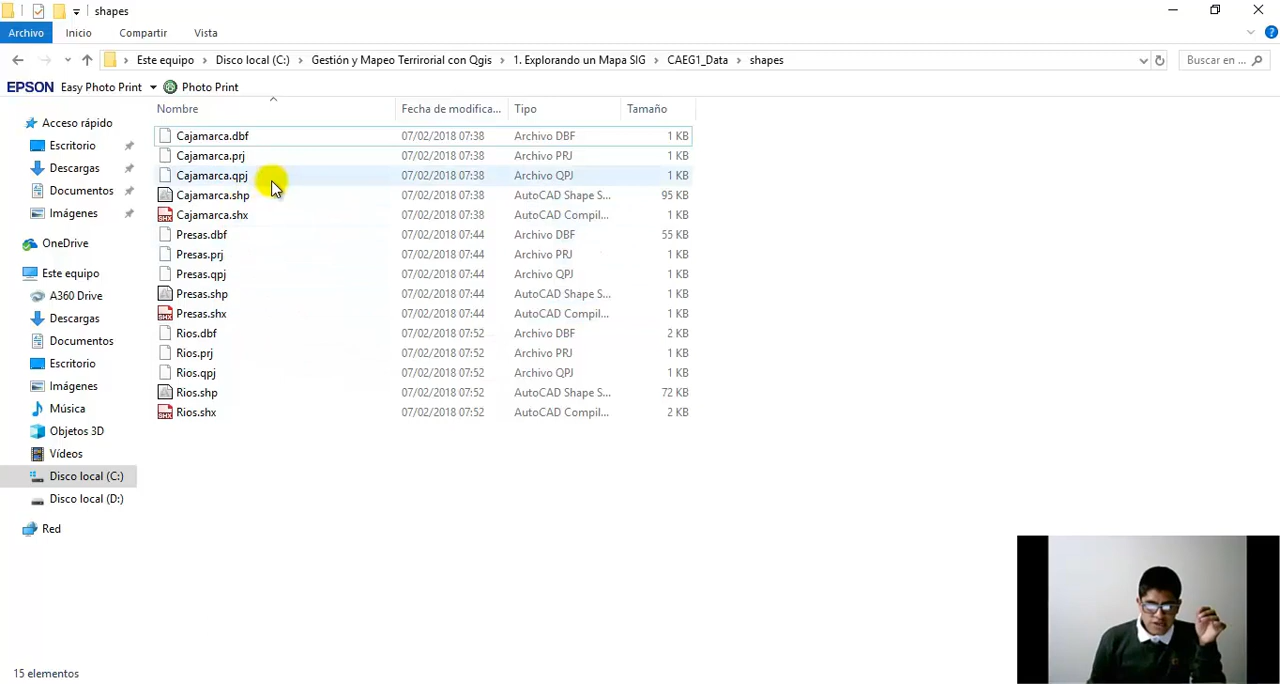 shapes
Archivo Inicio Compartir Vista
Este equipo Disco local (C:) Gestión y Mapeo Terrirorial con Qgis 1. Explorando un Mapa SIG CAEG1_Data shapes Buscar en ...
EPSON Easy Photo Print Photo Print
Nombre Fecha de modifica... Tipo Tamaño
Acceso rápido
Escritorio
Descargas
Documentos
Imágenes
OneDrive
Este equipo
A360 Drive
Descargas
Documentos
Escritorio
Imágenes
Música
Objetos 3D
Vídeos
Disco local (C:)
Disco local (D:)
Red
Cajamarca.dbf 07/02/2018 07:38 Archivo DBF 1 KB
Cajamarca.prj 07/02/2018 07:38 Archivo PRJ 1 KB
Cajamarca.qpj 07/02/2018 07:38 Archivo QPJ 1 KB
Cajamarca.shp 07/02/2018 07:38 AutoCAD Shape S... 95 KB
Cajamarca.shx 07/02/2018 07:38 AutoCAD Compil... 1 KB
Presas.dbf 07/02/2018 07:44 Archivo DBF 55 KB
Presas.prj 07/02/2018 07:44 Archivo PRJ 1 KB
Presas.qpj 07/02/2018 07:44 Archivo QPJ 1 KB
Presas.shp 07/02/2018 07:44 AutoCAD Shape S... 1 KB
Presas.shx 07/02/2018 07:44 AutoCAD Compil... 1 KB
Rios.dbf 07/02/2018 07:52 Archivo DBF 2 KB
Rios.prj 07/02/2018 07:52 Archivo PRJ 1 KB
Rios.qpj 07/02/2018 07:52 Archivo QPJ 1 KB
Rios.shp 07/02/2018 07:52 AutoCAD Shape S... 72 KB
Rios.shx 07/02/2018 07:52 AutoCAD Compil... 2 KB
15 elementos